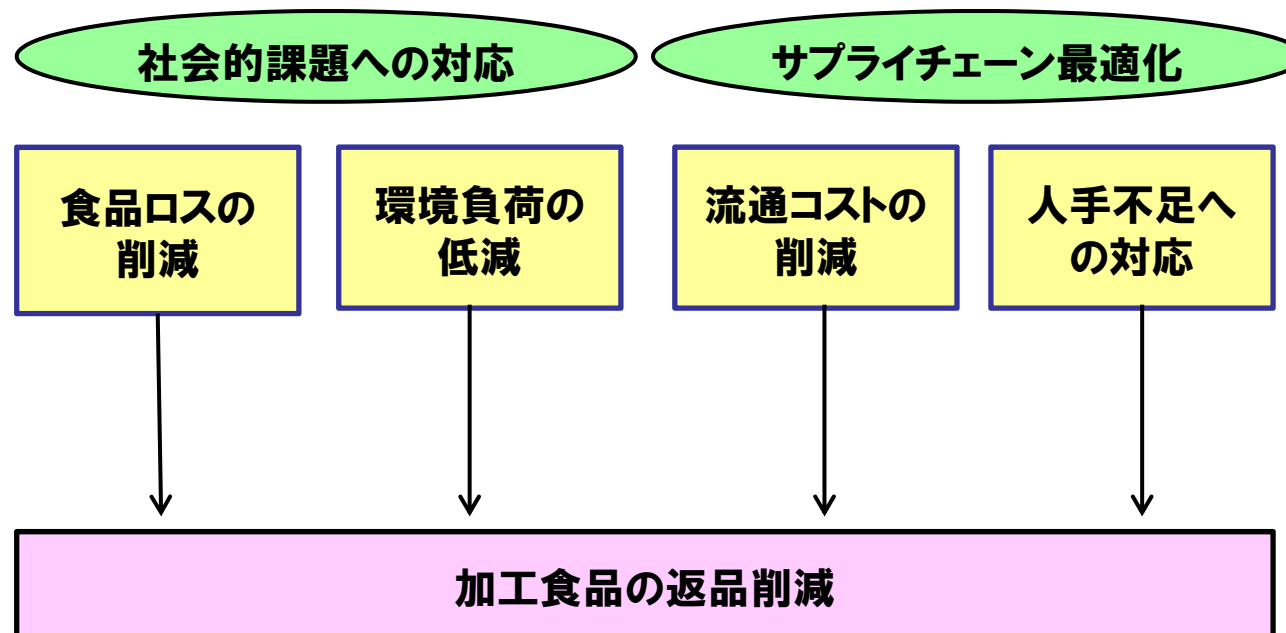 社会的課題への対応
サプライチェーン最適化
食品ロスの
削減
環境負荷の
低減
流通コストの
削減
人手不足へ
の対応
加工食品の返品削減